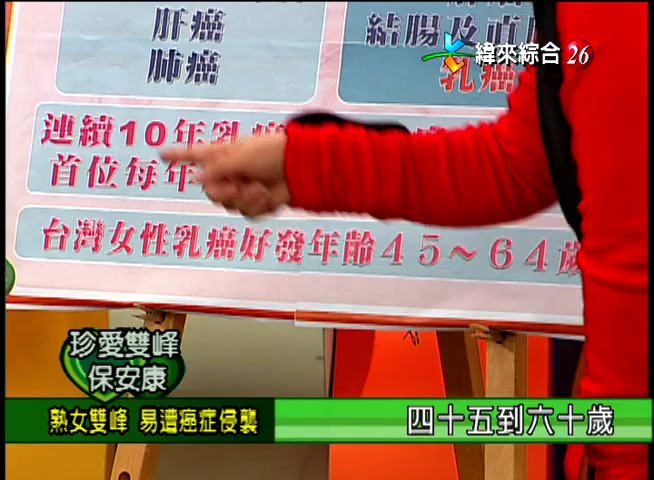 肝癌
肺癌
結腸及直
乳癌
緯來綜合 26
連續10年乳癌
首位每年
台灣女性乳癌好發年齡45~64歲
珍愛雙峰
保安康
熟女雙峰 易遭癌症侵襲
四十五到六十歲